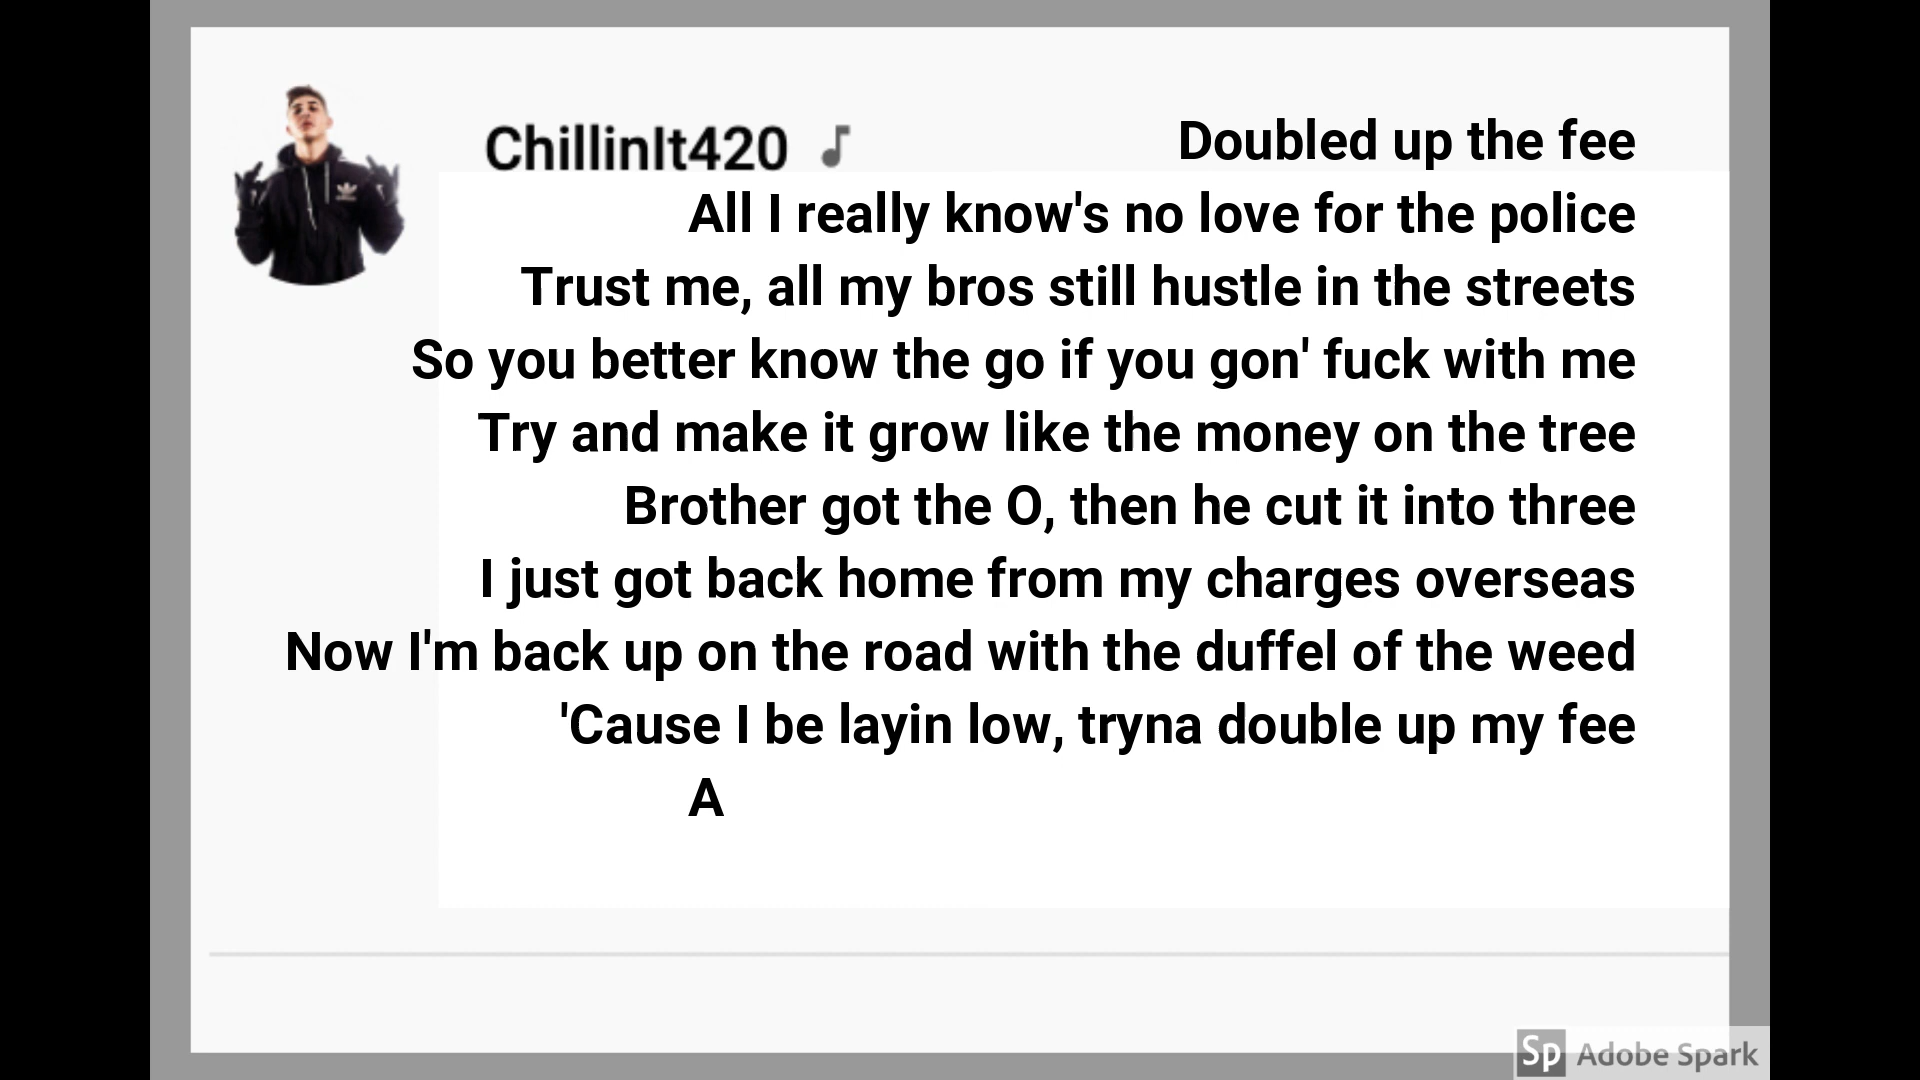 ChillinIt420
Doubled up the fee
All I really know's no love for the police
Trust me, all my bros still hustle in the streets
So you better know the go if you gon' fuck with me
Try and make it grow like the money on the tree
Brother got the O, then he cut it into three
I just got back home from my charges overseas
Now I'm back up on the road with the duffel of the weed
'Cause I be layin low, tryna double up my fee
A
Sp Adobe Spark